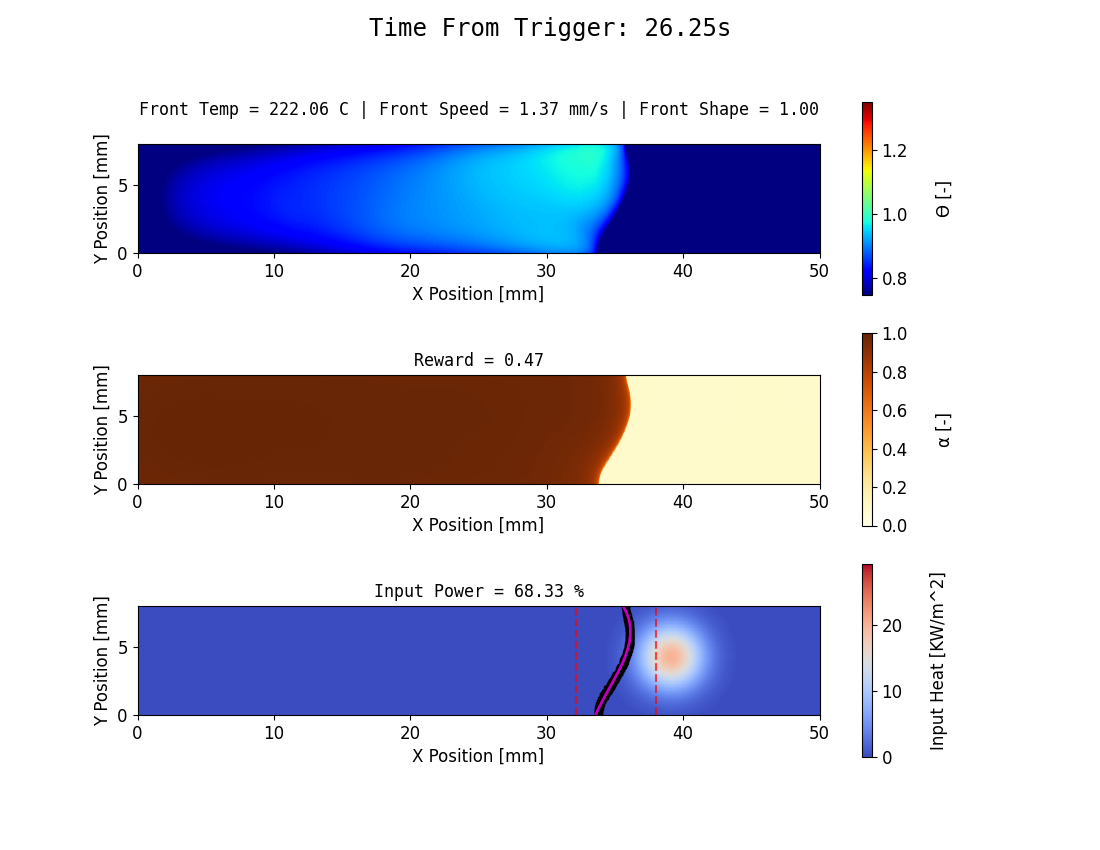 Time From Trigger: 26.25s
Front Temp = 222.06 C | Front Speed = 1.37 mm/s | Front Shape = 1.00
Y Position [mm]
5
0
0 10 20 30 40 50
X Position [mm]
1.2
1.0
0.8
Θ [-]
Reward = 0.47
Y Position [mm]
5
0
0 10 20 30 40 50
X Position [mm]
1.0
0.8
0.6
0.4
0.2
0.0
α [-]
Input Power = 68.33 %
Y Position [mm]
5
0
0 10 20 30 40 50
X Position [mm]
20
10
0
Input Heat [KW/m^2]